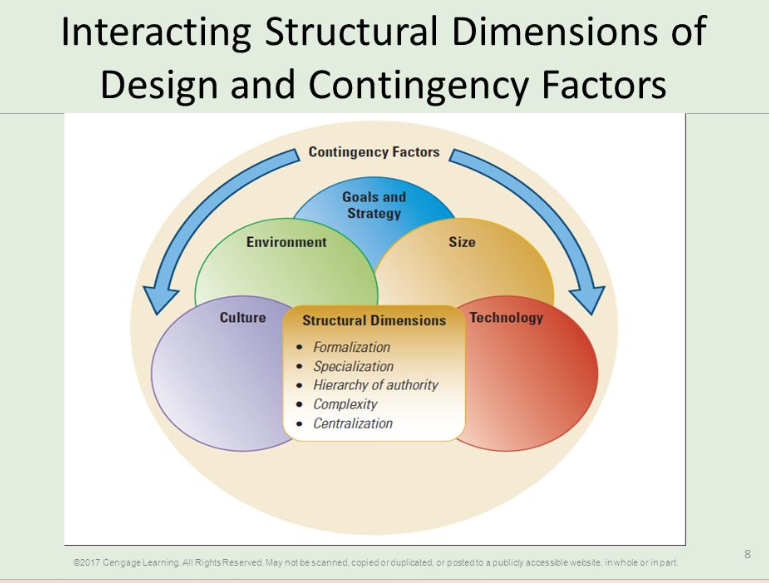 Interacting Structural Dimensions of
Design and Contingency Factors
Contingency Factors
Goals and
Strategy
Environment
Size
Culture
Structural Dimensions
Technology
• Formalization
• Specialization
• Hierarchy of authority
• Complexity
• Centralization
©2017 Cengage Learning. All Rights Reserved. May not be scanned, copied or duplicated, or posted to a publicly accessible website, in whole or in part.
8